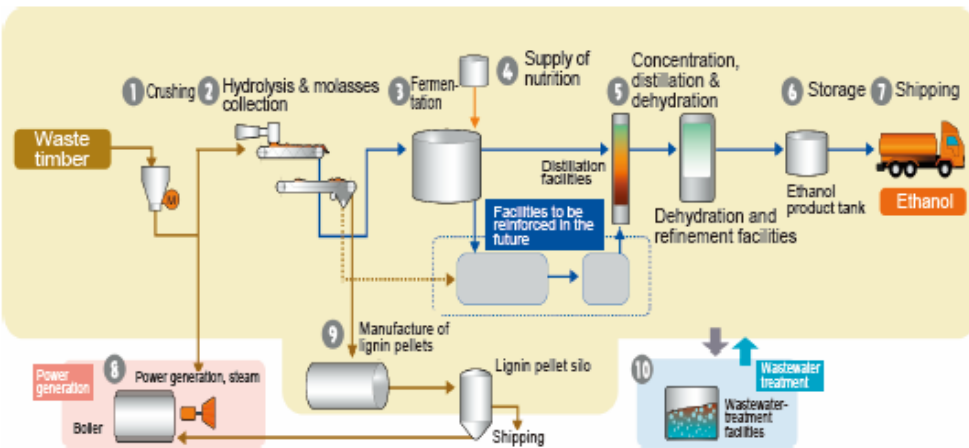 1 Crushing
2 Hydrolysis & molasses
collection
3 Fermen-
tation
4 Supply of
nutrition
5 Concentration,
distillation &
dehydration
6 Storage
7 Shipping
Waste
timber
M
Distillation
facilities
Ethanol
product tank
Ethanol
Dehydration and
refinement facilities
Facilities to be
reinforced in the
future
9 Manufacture of
lignin pellets
Lignin pellet silo
Shipping
Power
generation
8 Power generation, steam
Boiler
10
Wastewater
treatment
Wastewater-
treatment
facilities